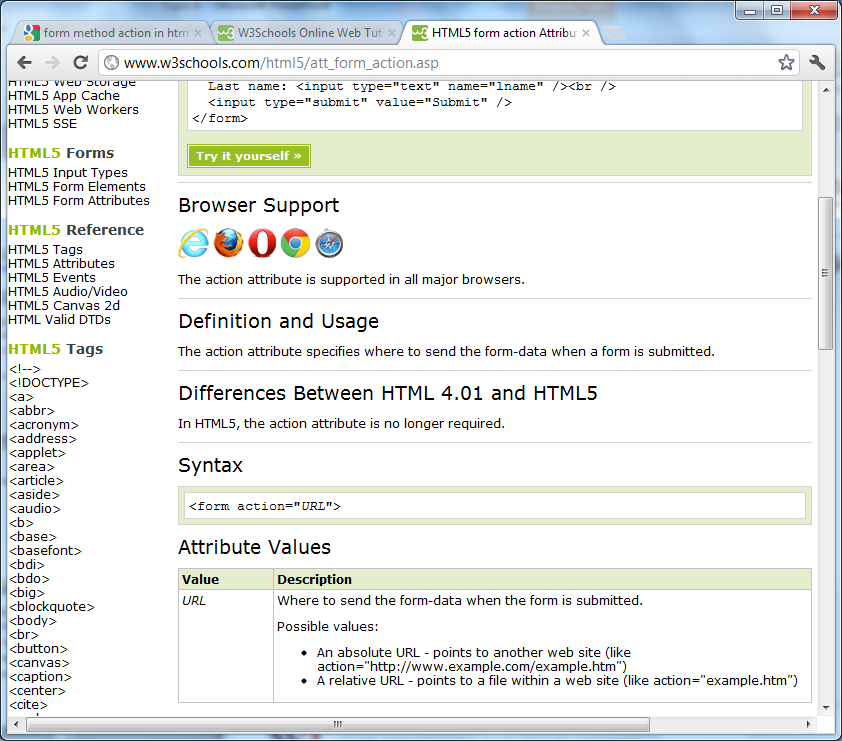 form method action in htm
W3Schools Online Web Tut
HTML5 form action Attribu
www.w3schools.com/html5/att_form_action.asp
HTML5 Web Storage
HTML5 App Cache
HTML5 Web Workers
HTML5 SSE
HTML5 Forms
HTML5 Input Types
HTML5 Form Elements
HTML5 Form Attributes
HTML5 Reference
HTML5 Tags
HTML5 Attributes
HTML5 Events
HTML5 Audio/Video
HTML5 Canvas 2d
HTML Valid DTDs
HTML5 Tags
<!-->
<!DOCTYPE>
<a>
<abbr>
<acronym>
<address>
<applet>
<area>
<article>
<aside>
<audio>
<b>
<base>
<basefont>
<bdi>
<bdo>
<big>
<blockquote>
<body>
<br>
<button>
<canvas>
<caption>
<center>
<cite>
Last name: <input type="text" name="lname" /><br />
<input type="submit" value="Submit" />
</form>
Try it yourself »
Browser Support
The action attribute is supported in all major browsers.
Definition and Usage
The action attribute specifies where to send the form-data when a form is submitted.
Differences Between HTML 4.01 and HTML5
In HTML5, the action attribute is no longer required.
Syntax
<form action="URL">
Attribute Values
Value Description
URL Where to send the form-data when the form is submitted.
Possible values:
• An absolute URL - points to another web site (like
action="http://www.example.com/example.htm")
• A relative URL - points to a file within a web site (like action="example.htm")